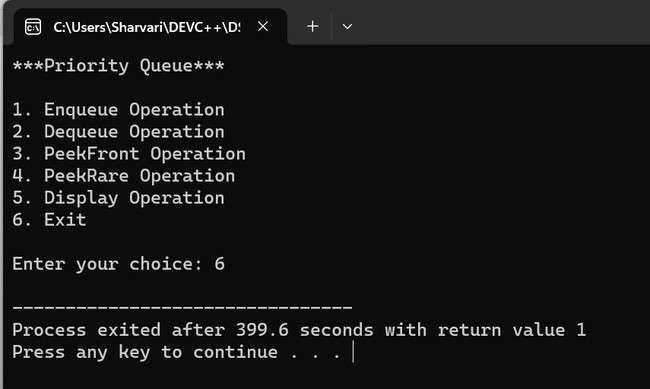 C:\Users\Sharvari\DEVC++\DS
***Priority Queue***
1. Enqueue Operation
2. Dequeue Operation
3. PeekFront Operation
4. PeekRare Operation
5. Display Operation
6. Exit
Enter your choice: 6
--------------------------------
Process exited after 399.6 seconds with return value 1
Press any key to continue . . .